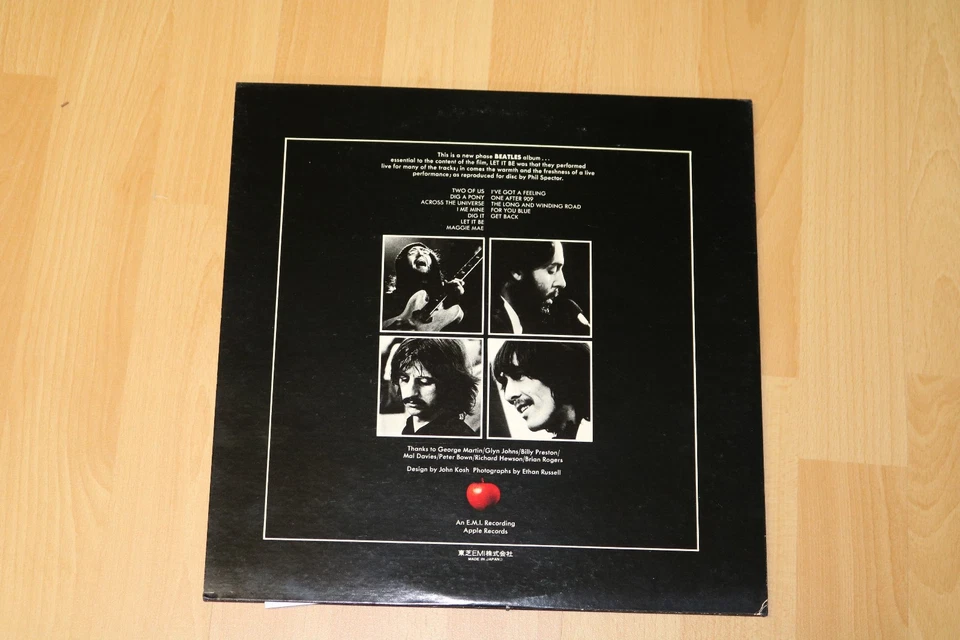 This is a new phase BEATLES album . . .
essential to the content of the film, LET IT BE was that they performed
live for many of the tracks; in comes the warmth and the freshness of a live
performance; as reproduced for disc by Phil Spector.
TWO OF US
DIG A PONY
ACROSS THE UNIVERSE
I ME MINE
DIG IT
LET IT BE
MAGGIE MAE
I'VE GOT A FEELING
ONE AFTER 909
THE LONG AND WINDING ROAD
FOR YOU BLUE
GET BACK
Thanks to George Martin/Glyn Johns/Billy Preston/
Mal Davies/Peter Bown/Richard Hewson/Brian Rogers
Design by John Kosh Photographs by Ethan Russell
An E.M.I. Recording
Apple Records
東芝EMI株式会社
MADE IN JAPAN